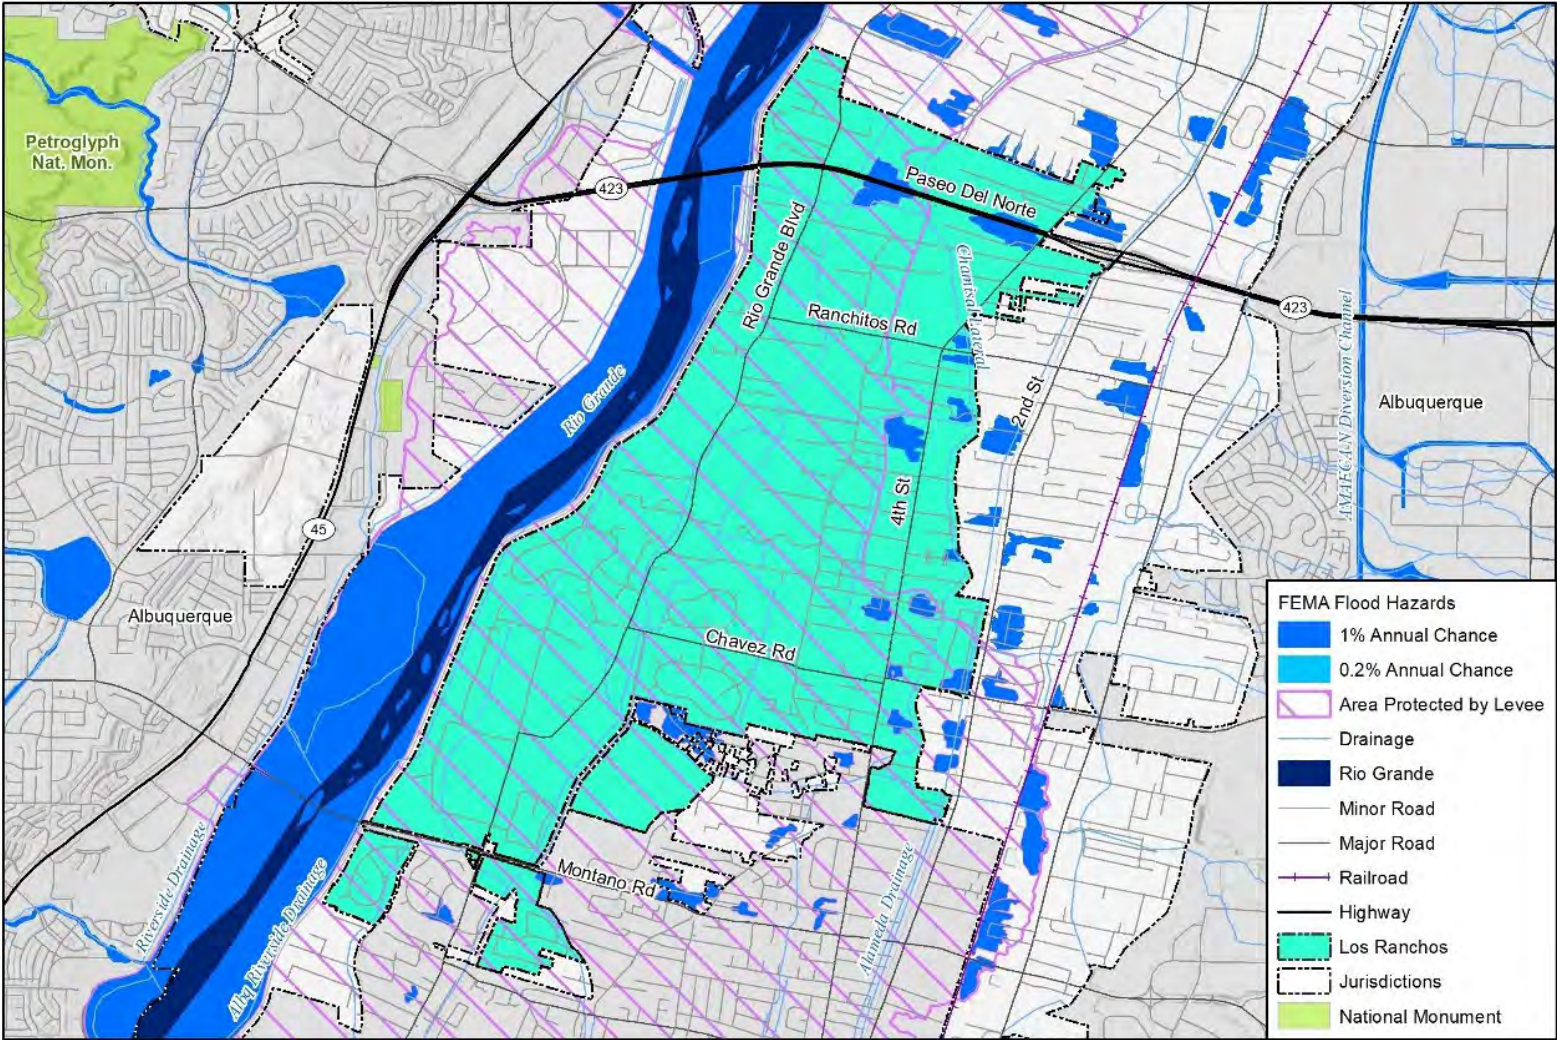 Petroglyph
Nat. Mon.
423
Paseo Del Norte
Rio Grande Blvd
Chamisal Lateral
Ranchitos Rd
423
AMAFCA N Diversion Channel
Rio Grande
2nd St
Albuquerque
45
4th St
Albuquerque
Chavez Rd
Montano Rd
Riverside Drainage
Albq Riverside Drainage
Alameda Drainage
FEMA Flood Hazards
1% Annual Chance
0.2% Annual Chance
Area Protected by Levee
Drainage
Rio Grande
Minor Road
Major Road
Railroad
Highway
Los Ranchos
Jurisdictions
National Monument